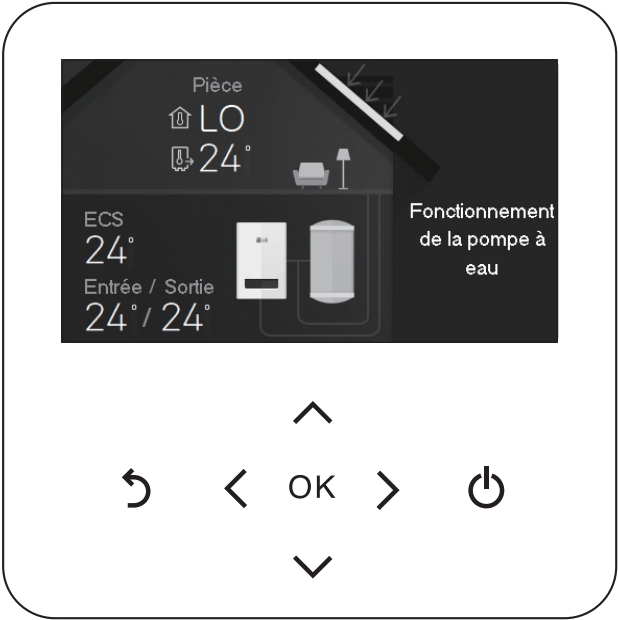 Pièce
LO
24°
ECS
24°
Entrée / Sortie
24° / 24°
Fonctionnement
de la pompe à
eau
OK